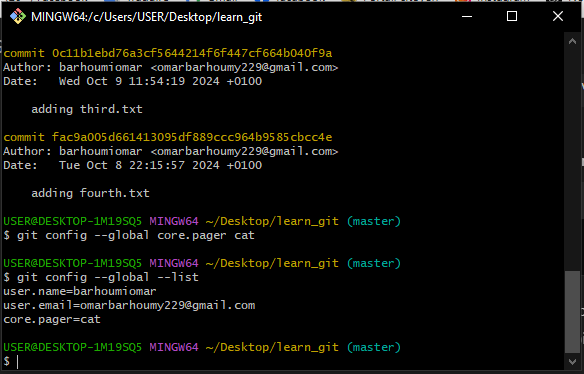 MINGW64:/c/Users/USER/Desktop/learn_git
commit 0c11b1ebd76a3cf5644214f6f447cf664b040f9a
Author: barhoumiomar <omarbarhoumy229@gmail.com>
Date:   Wed Oct 9 11:54:19 2024 +0100
    adding third.txt
commit fac9a005d661413095df889ccc964b9585cbcc4e
Author: barhoumiomar <omarbarhoumy229@gmail.com>
Date:   Tue Oct 8 22:15:57 2024 +0100
    adding fourth.txt
USER@DESKTOP-1M19SQ5 MINGW64 ~/Desktop/learn_git (master)
$ git config --global core.pager cat
USER@DESKTOP-1M19SQ5 MINGW64 ~/Desktop/learn_git (master)
$ git config --global --list
user.name=barhoumiomar
user.email=omarbarhoumy229@gmail.com
core.pager=cat
USER@DESKTOP-1M19SQ5 MINGW64 ~/Desktop/learn_git (master)
$